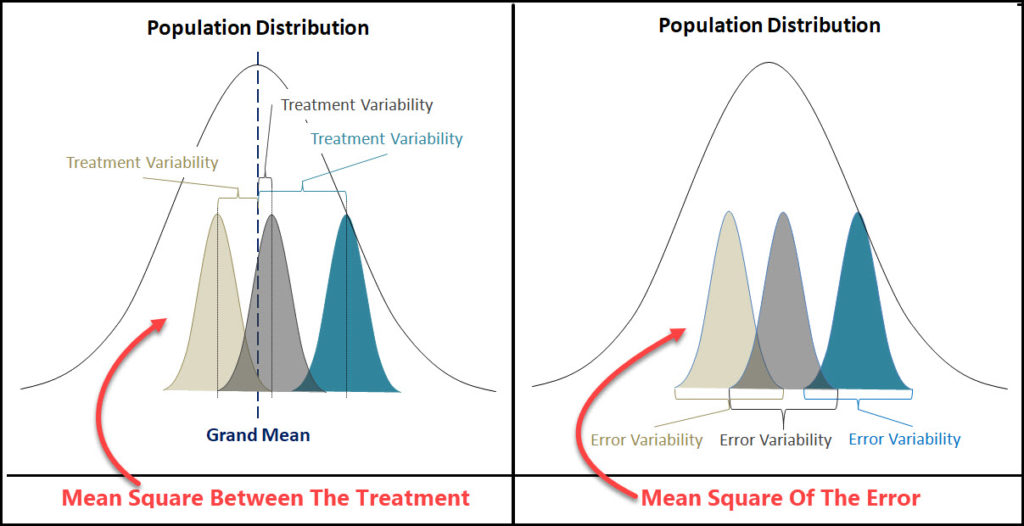 Population Distribution
Treatment Variability
Treatment Variability
Treatment Variability
Grand Mean
Mean Square Between The Treatment
Population Distribution
Error Variability
Error Variability
Error Variability
Mean Square Of The Error